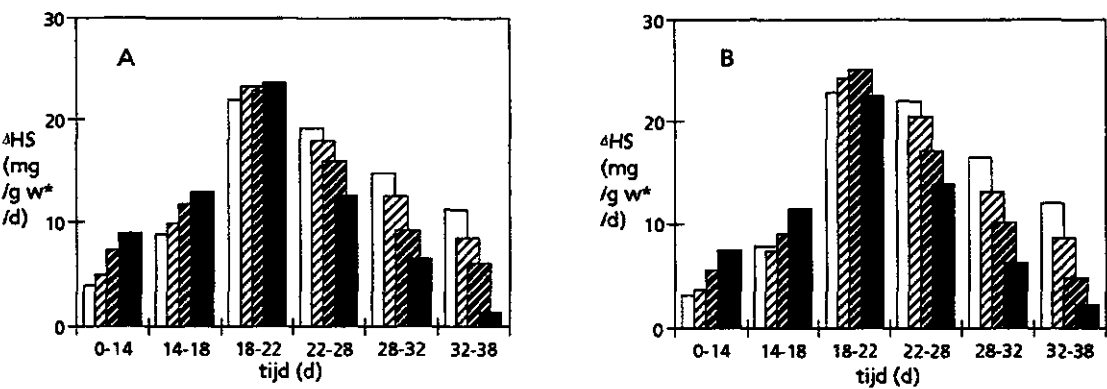 30
A
20
ΔHS
(mg
/g w*
/d)
10
0
0-14 14-18 18-22 22-28 28-32 32-38
tijd (d)
30
B
20
ΔHS
(mg
/g w*
/d)
10
0
0-14 14-18 18-22 22-28 28-32 32-38
tijd (d)